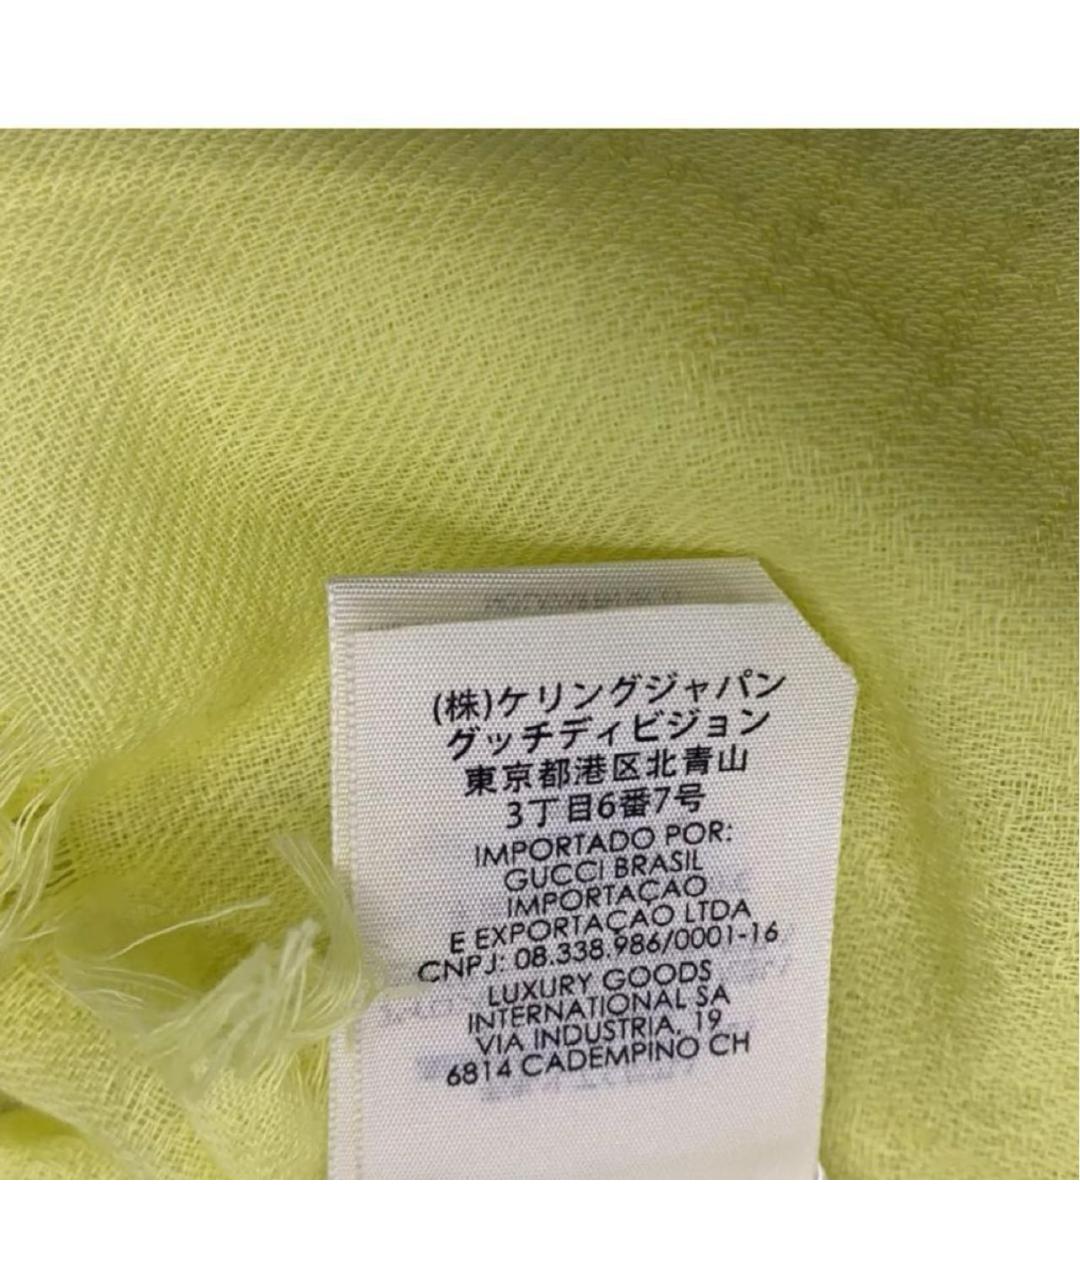 (株)ケリングジャパン
グッチディビジョン
東京都港区北青山
3丁目6番7号
IMPORTADO POR:
GUCCI BRASIL
IMPORTAÇAO
E EXPORTAÇAO LTDA
CNPJ: 08.338.986/0001-16
LUXURY GOODS
INTERNATIONAL SA
VIA INDUSTRIA, 19
6814 CADEMPINO CH